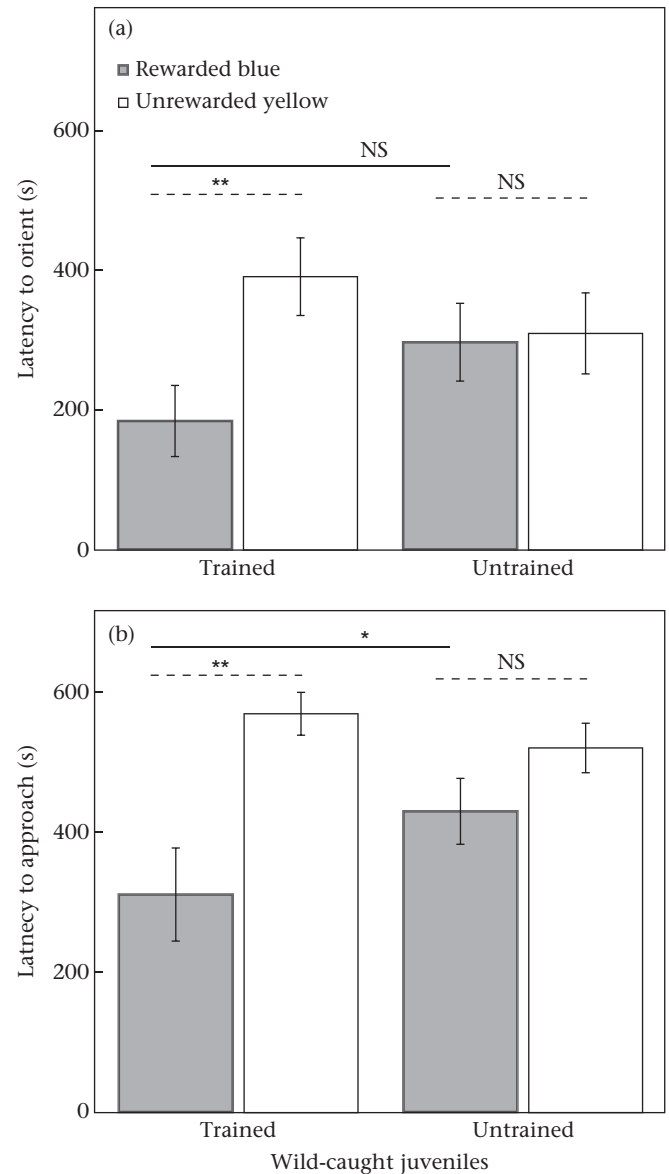 (a)
Rewarded blue
Unrewarded yellow
600
400
200
0
Latency to orient (s)
NS
**
NS
Trained
Untrained
(b)
600
400
200
0
Latnecy to approach (s)
*
**
NS
Trained
Untrained
Wild-caught juveniles